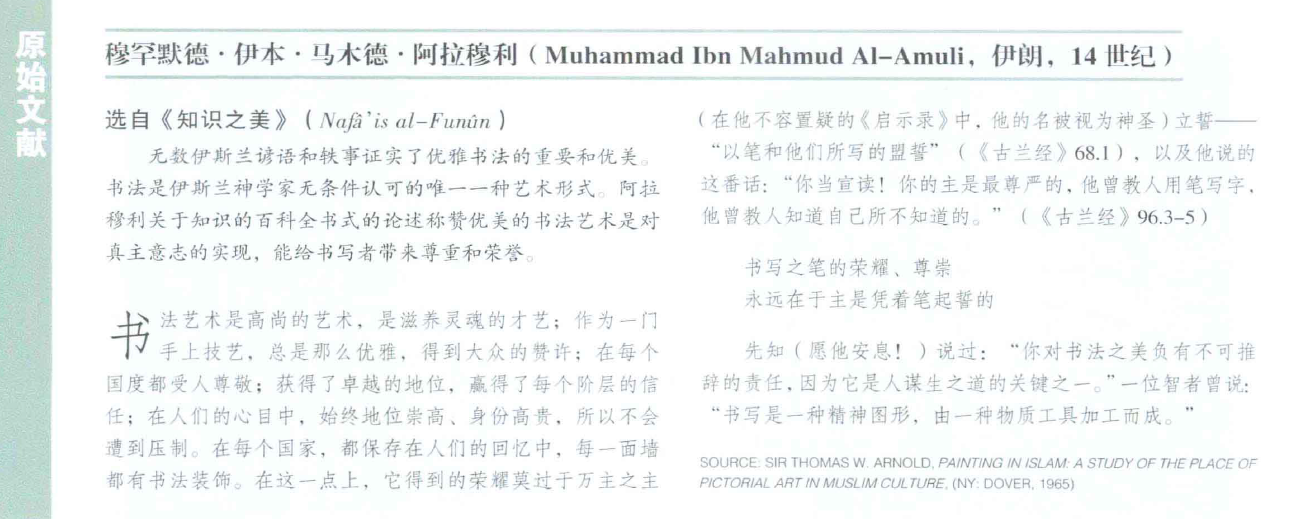 原始文献
穆罕默德·伊本·马木德·阿拉穆利（Muhammad Ibn Mahmud Al-Amuli，伊朗，14 世纪）
选自《知识之美》（Nafâ'is al-Funûn）
无数伊斯兰谚语和轶事证实了优雅书法的重要和优美。
书法是伊斯兰神学家无条件认可的唯一一种艺术形式。阿拉
穆利关于知识的百科全书式的论述称赞优美的书法艺术是对
真主意志的实现，能给书写者带来尊重和荣誉。
书法艺术是高尚的艺术，是滋养灵魂的才艺；作为一门
手上技艺，总是那么优雅，得到大众的赞许；在每个
国度都受人尊敬；获得了卓越的地位，赢得了每个阶层的信
任；在人们的心目中，始终地位崇高、身份高贵，所以不会
遭到压制。在每个国家，都保存在人们的回忆中，每一面墙
都有书法装饰。在这一点上，它得到的荣耀莫过于万主之主
（在他不容置疑的《启示录》中，他的名被视为神圣）立誓——
“以笔和他们所写的盟誓”（《古兰经》68.1），以及他说的
这番话：“你当宣读！你的主是最尊严的，他曾教人用笔写字，
他曾教人知道自己所不知道的。”（《古兰经》96.3–5）
书写之笔的荣耀、尊崇
永远在于主是凭着笔起誓的
先知（愿他安息！）说过：“你对书法之美负有不可推
辞的责任，因为它是人谋生之道的关键之一。”一位智者曾说：
“书写是一种精神图形，由一种物质工具加工而成。”
SOURCE: SIR THOMAS W. ARNOLD, PAINTING IN ISLAM: A STUDY OF THE PLACE OF
PICTORIAL ART IN MUSLIM CULTURE, (NY: DOVER, 1965)